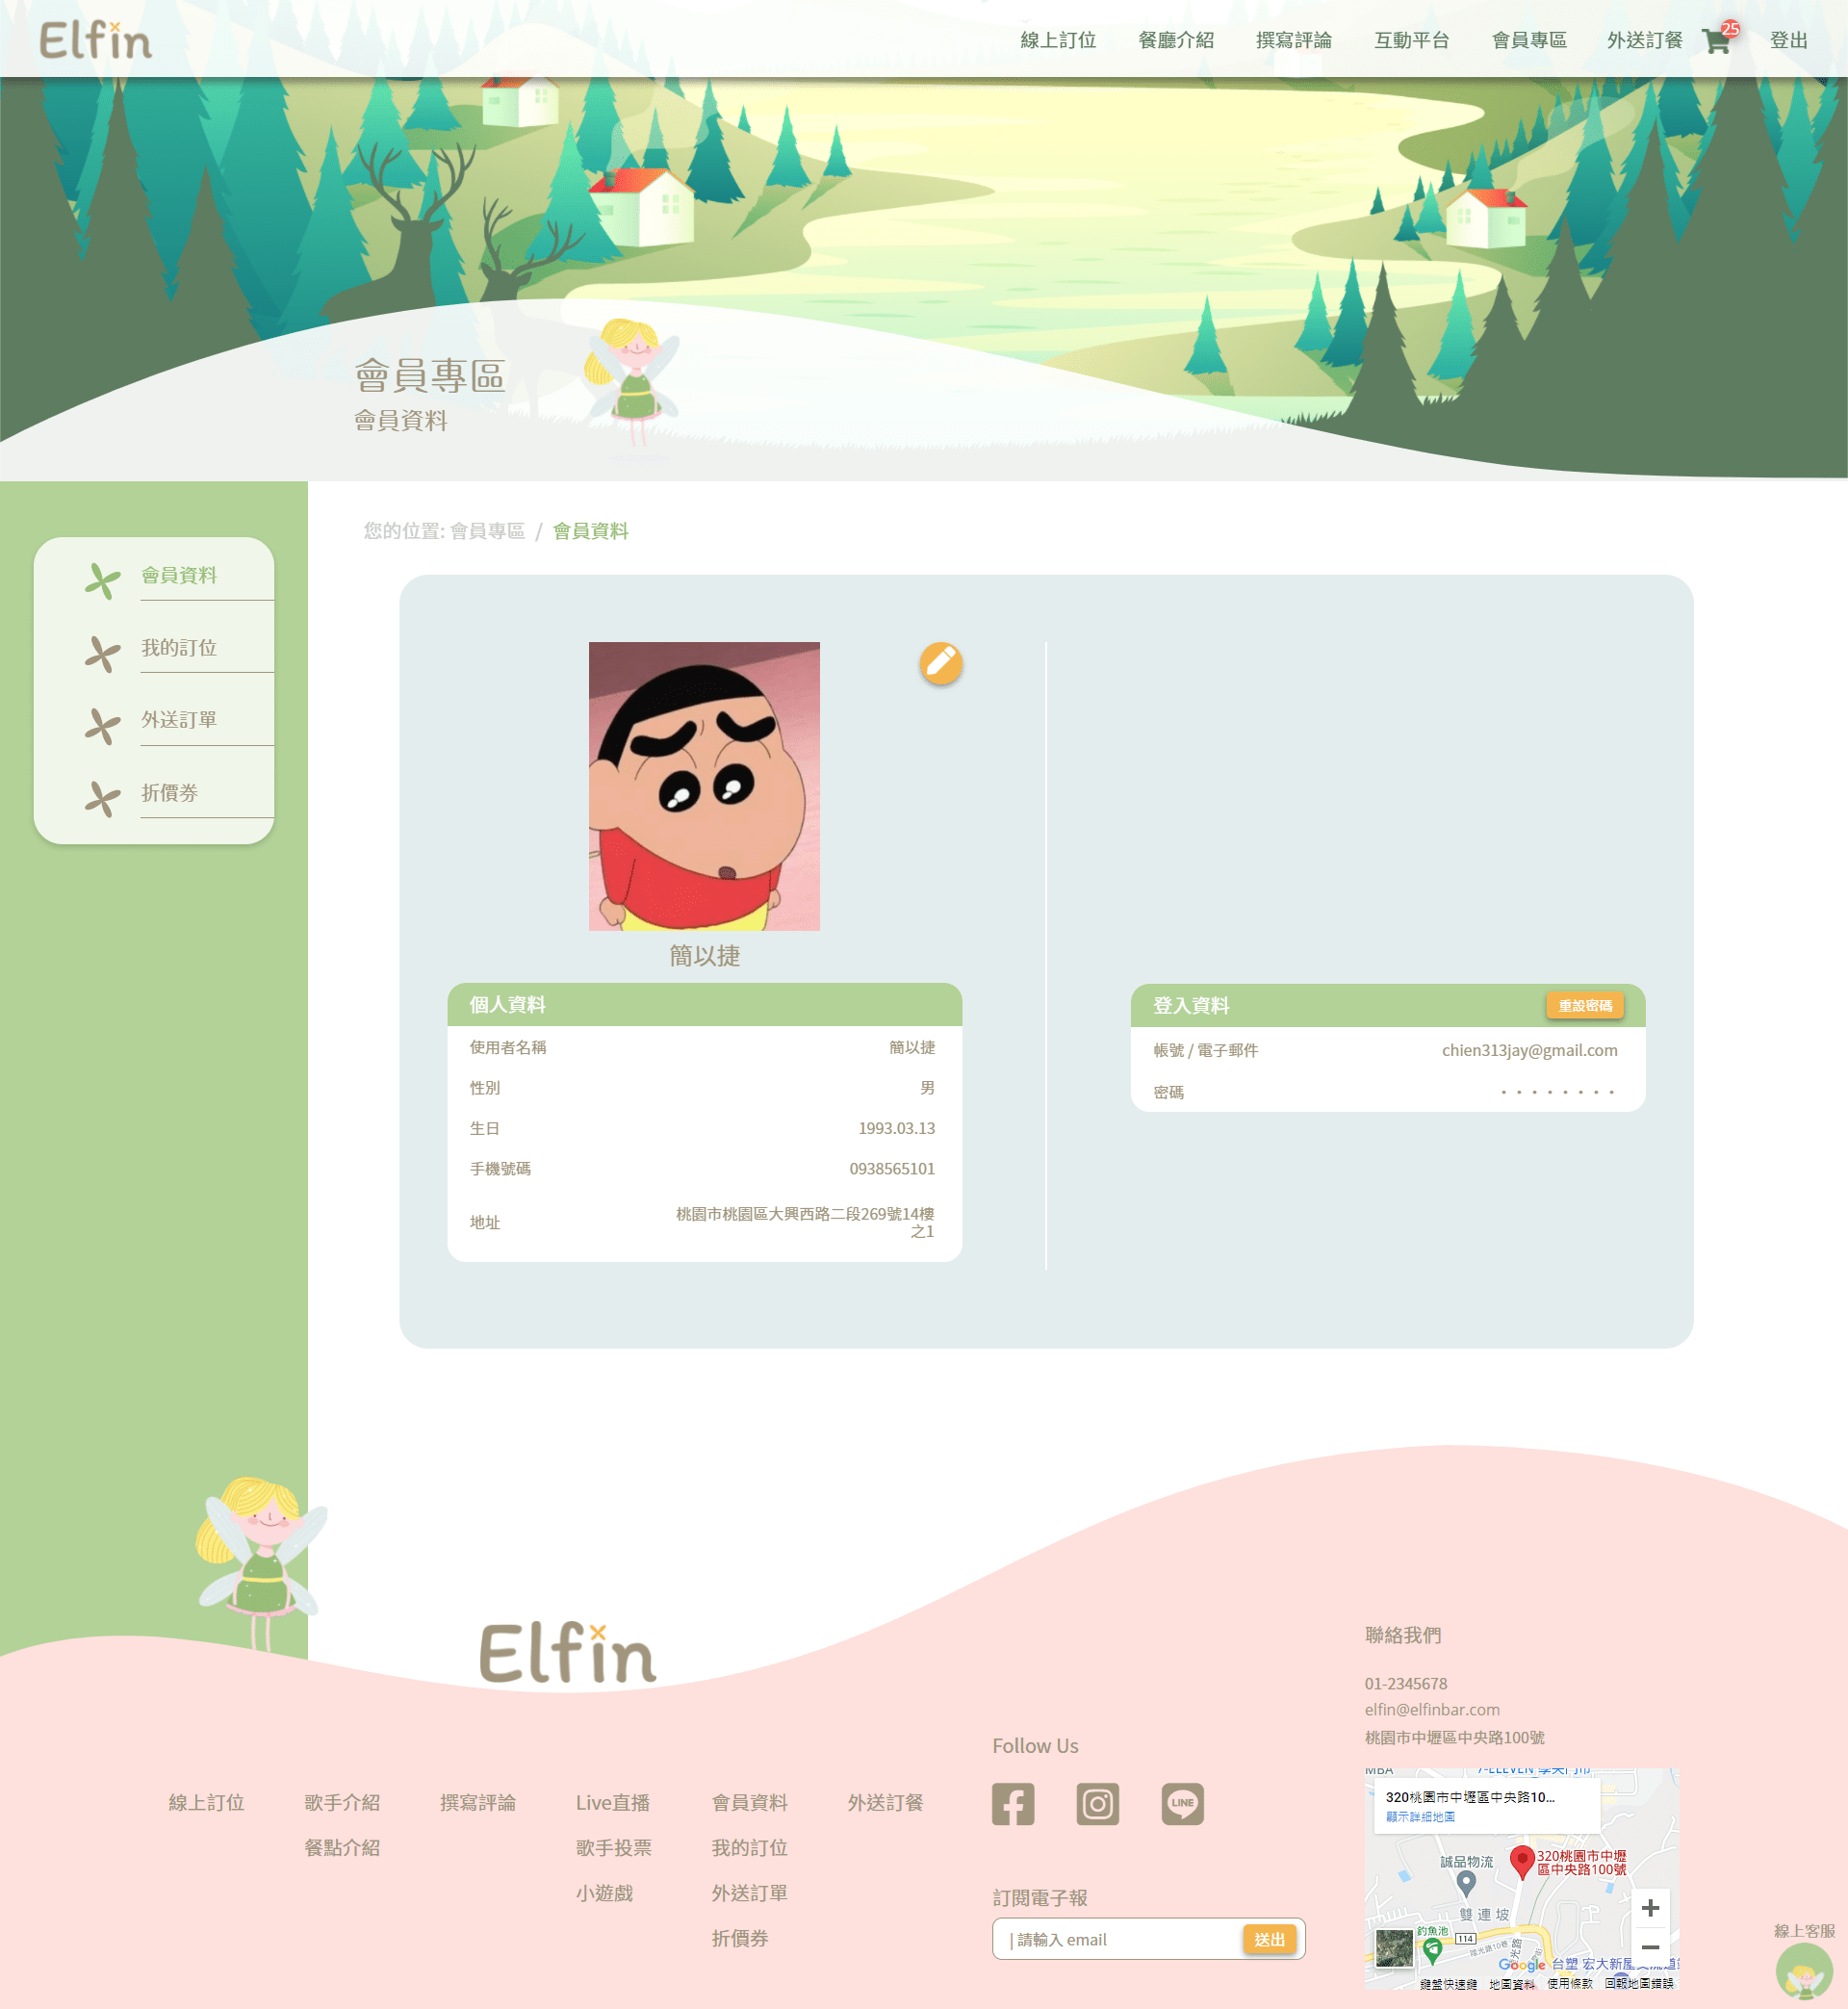 Elfin
線上訂位 餐廳介紹 撰寫評論 互動平台 會員專區 外送訂餐 25 登出
會員專區
會員資料
您的位置: 會員專區 / 會員資料
會員資料
我的訂位
外送訂單
折價券
簡以捷
個人資料
使用者名稱 簡以捷
性別 男
生日 1993.03.13
手機號碼 0938565101
地址 桃園市桃園區大興西路二段269號14樓
之1
登入資料 重設密碼
帳號 / 電子郵件 chien313jay@gmail.com
密碼 ・・・・・・・・
Elfin
線上訂位 歌手介紹 撰寫評論 Live直播 會員資料 外送訂餐
餐點介紹 歌手投票 我的訂位
小遊戲 外送訂單
折價券
Follow Us
LINE
訂閱電子報
| 請輸入 email 送出
聯絡我們
01-2345678
elfin@elfinbar.com
桃園市中壢區中央路100號
MBA 7-ELEVEN
320桃園市中壢區中央路10...
顯示詳細地圖
誠品物流
320桃園市中壢
區中央路100號
雙連坡
釣魚池
114
Google 台塑
鍵盤快速鍵 地圖資料 使用條款 回報地圖錯誤
線上客服